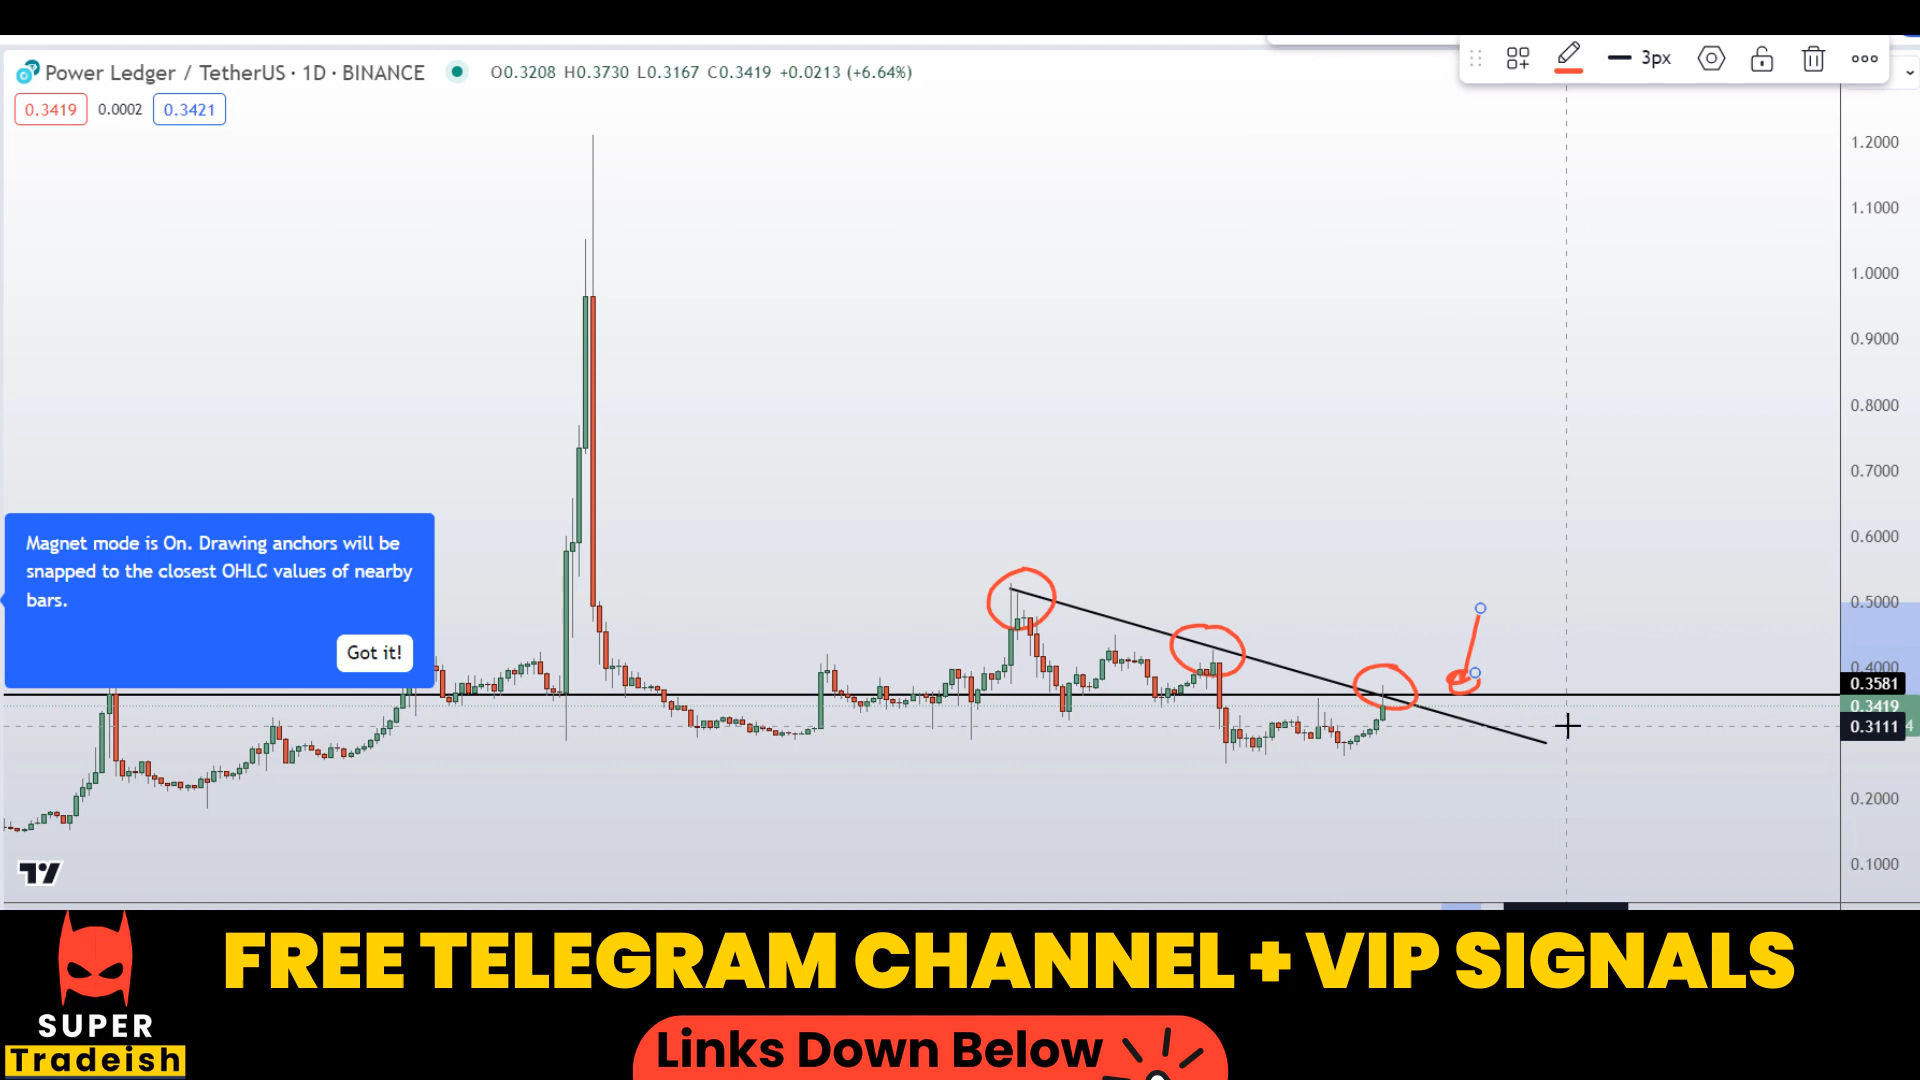 Power Ledger / TetherUS · 1D · BINANCE O0.3208 H0.3730 L0.3167 C0.3419 +0.0213 (+6.64%)
3px
0.3419 0.0002 0.3421
1.2000
1.1000
1.0000
0.9000
0.8000
0.7000
0.6000
0.5000
0.4000
0.3581
0.3419
0.3111 4
0.2000
0.1000
Magnet mode is On. Drawing anchors will be
snapped to the closest OHLC values of nearby
bars.
Got it!
FREE TELEGRAM CHANNEL + VIP SIGNALS
Links Down Below
SUPER
Tradeish